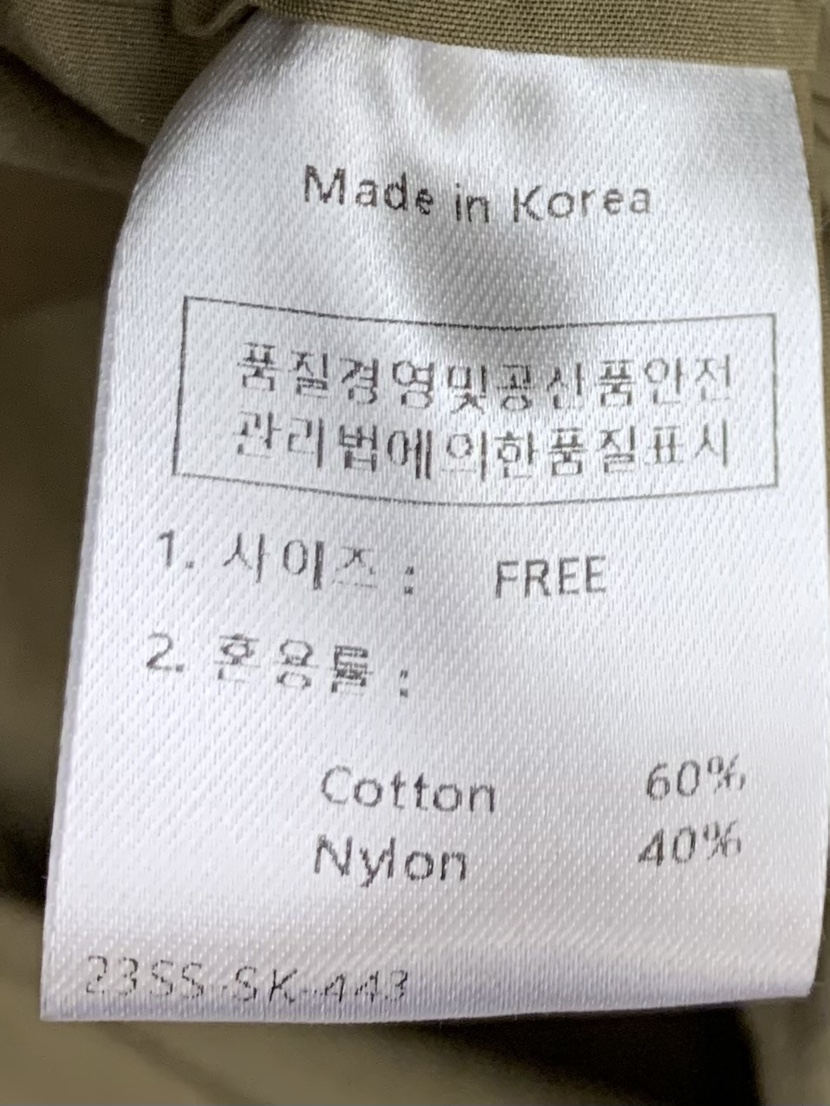 Made in Korea
품질경영및공산품안전
관리법에의한품질표시
1. 사이즈 : FREE
2. 혼용률 :
Cotton 60%
Nylon 40%
23SS-SK-443